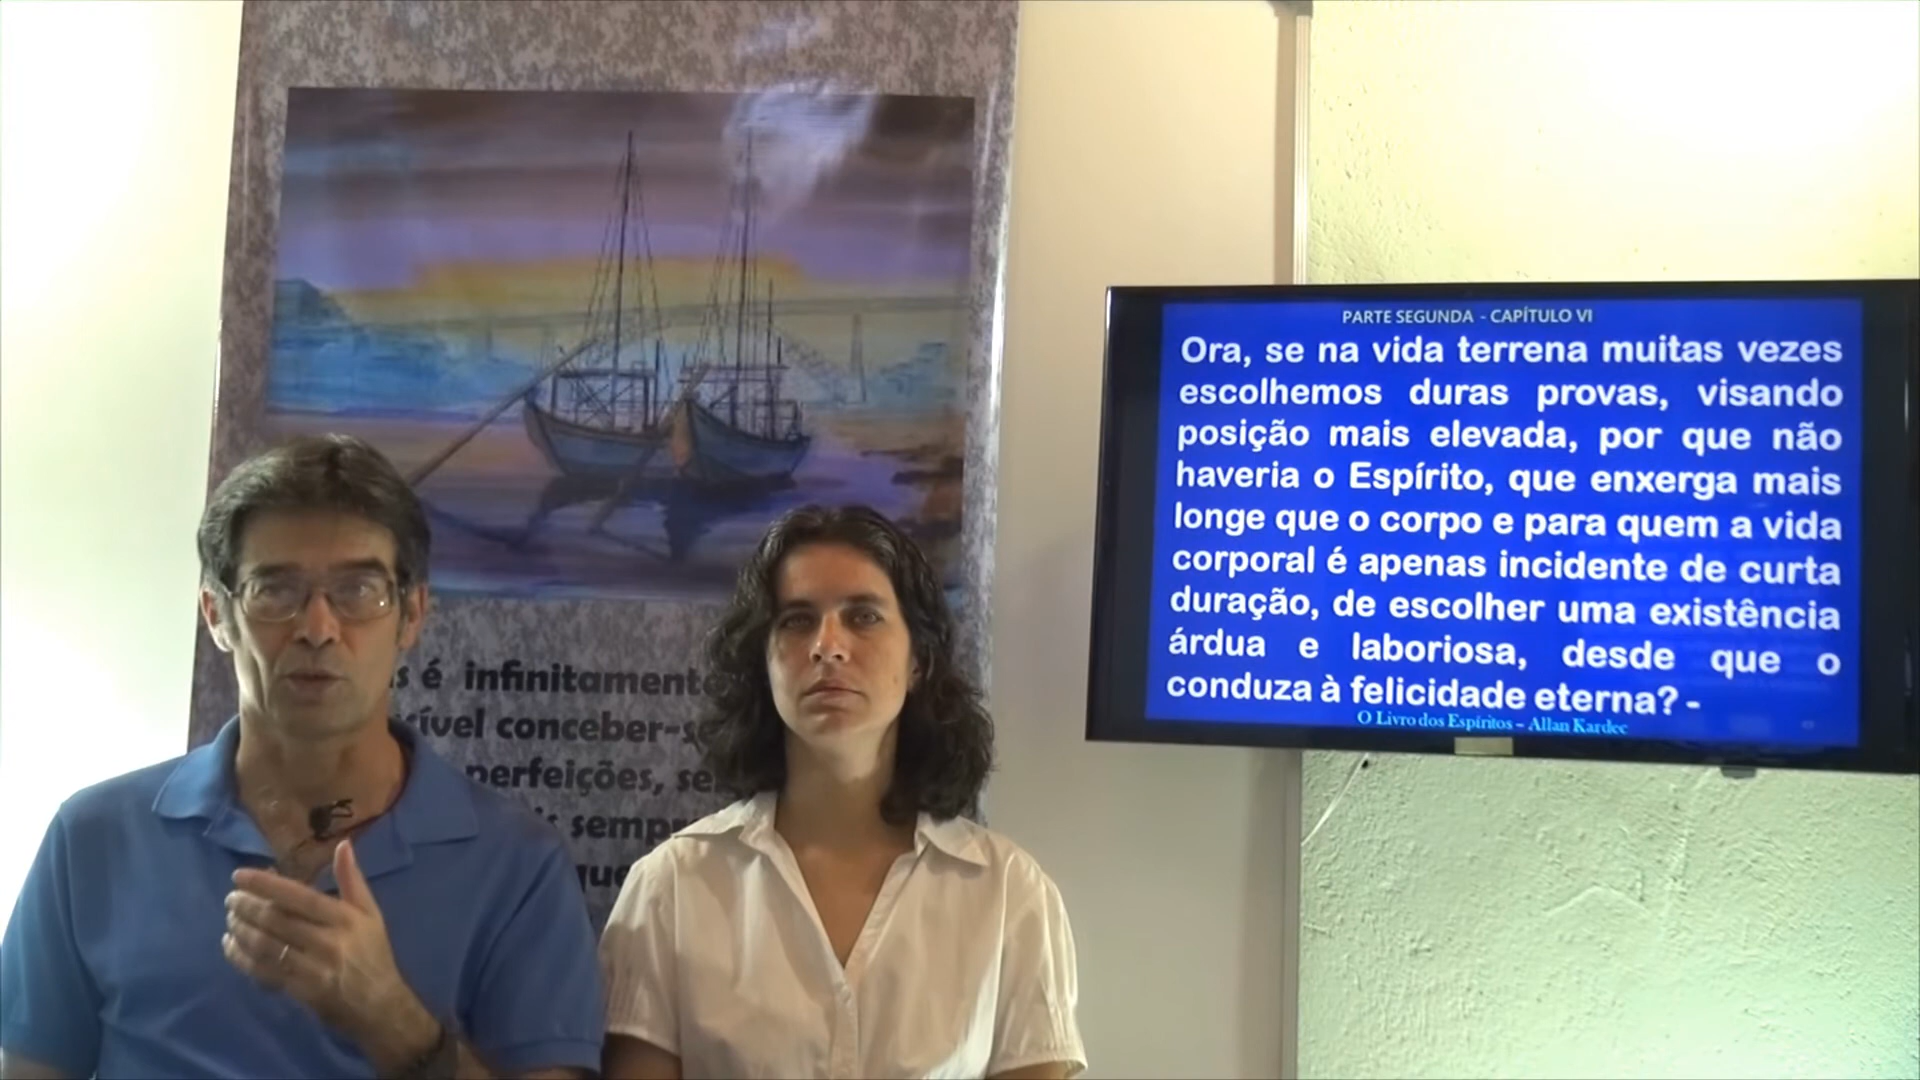 é infinitamente
conceber-se
perfeições,
sempre
que
PARTE SEGUNDA - CAPÍTULO VI
Ora, se na vida terrena muitas vezes
escolhemos duras provas, visando
posição mais elevada, por que não
haveria o Espírito, que enxerga mais
longe que o corpo e para quem a vida
corporal é apenas incidente de curta
duração, de escolher uma existência
árdua e laboriosa, desde que o
conduza à felicidade eterna? -
O Livro dos Espíritos – Allan Kardec